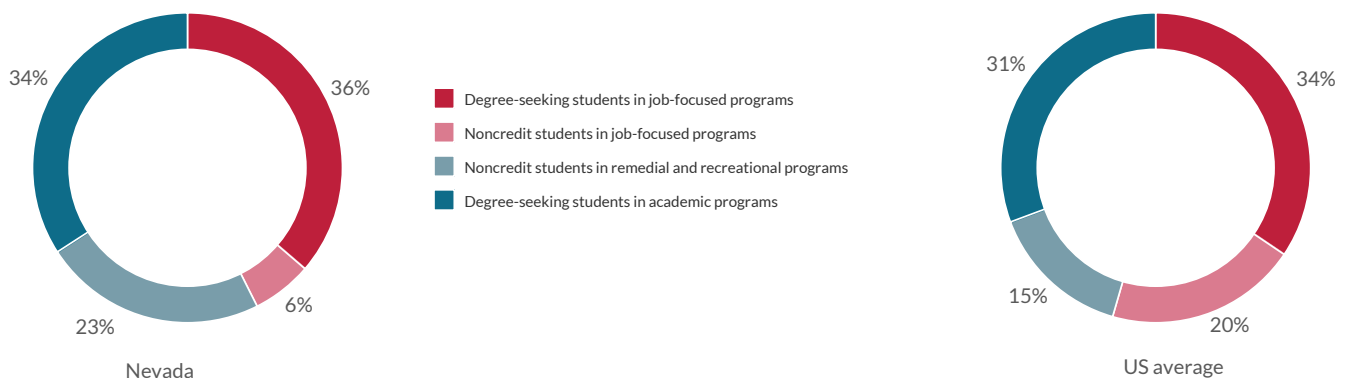 34%
36%
6%
23%
Nevada
Degree-seeking students in job-focused programs
Noncredit students in job-focused programs
Noncredit students in remedial and recreational programs
Degree-seeking students in academic programs
31%
34%
15%
20%
US average